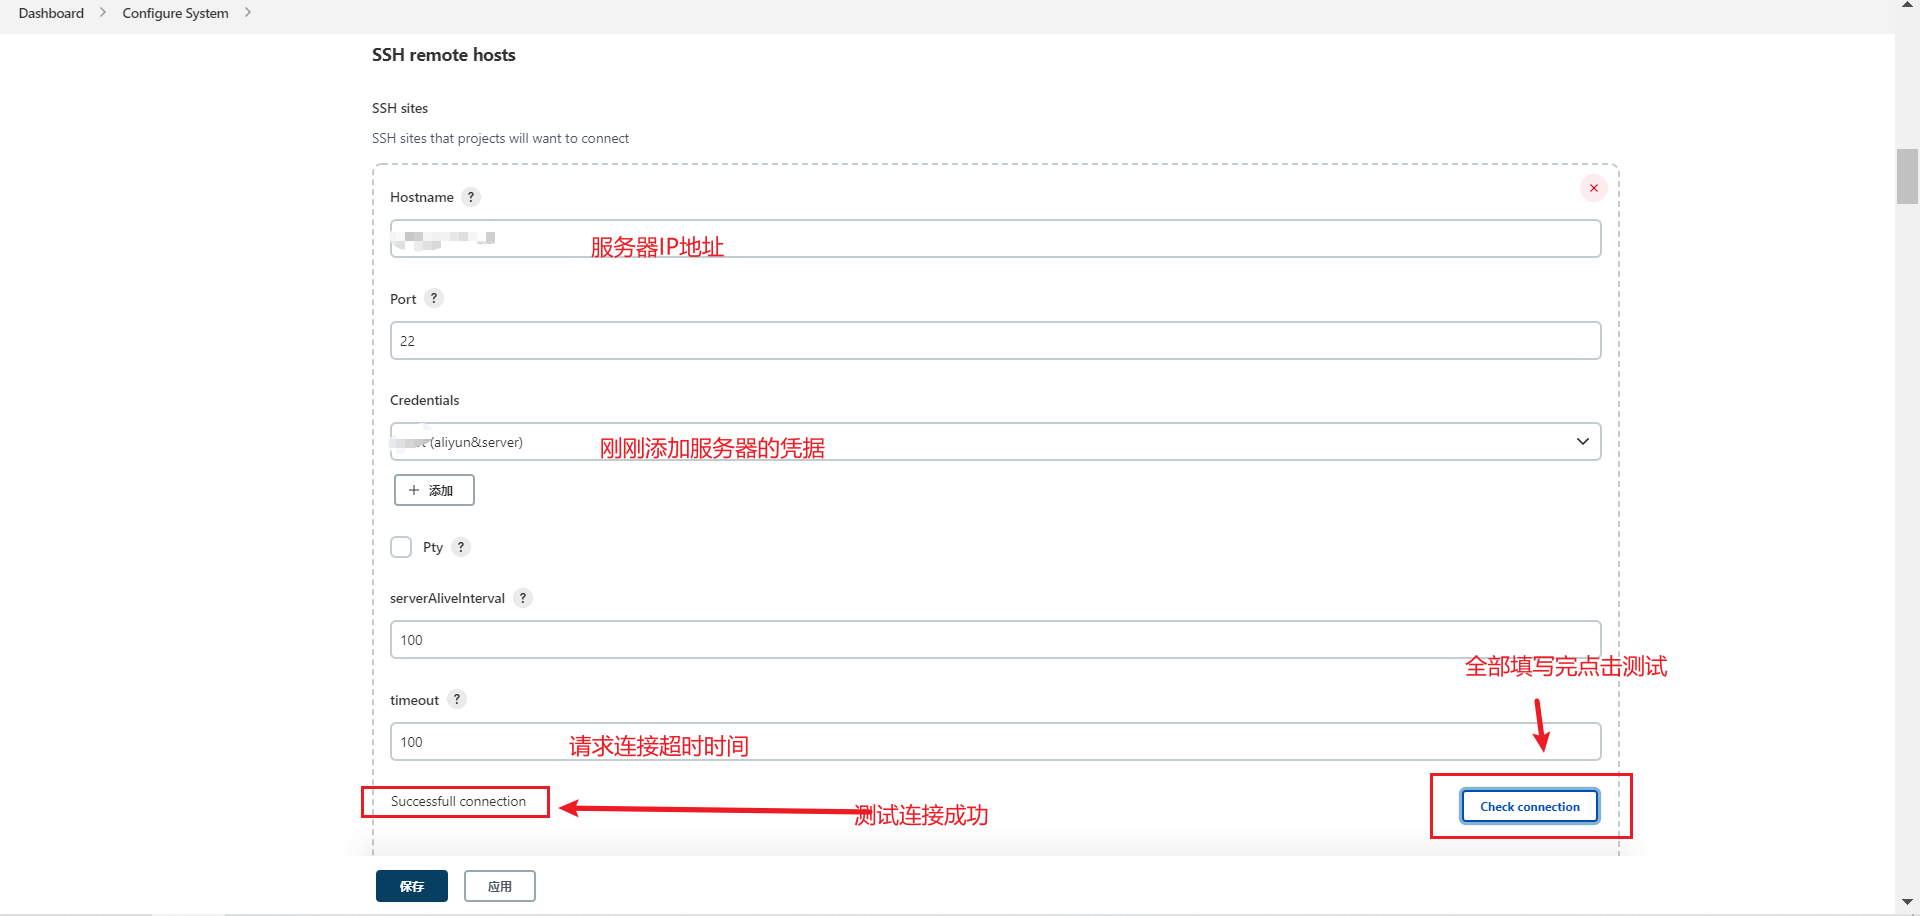 Dashboard > Configure System >
SSH remote hosts
SSH sites
SSH sites that projects will want to connect
Hostname ?
服务器IP地址
Port ?
22
Credentials
(aliyun&server)
刚刚添加服务器的凭据
+ 添加
Pty ?
serverAliveInterval ?
100
全部填写完点击测试
timeout ?
100
请求连接超时时间
Successfull connection
测试连接成功
Check connection
保存
应用